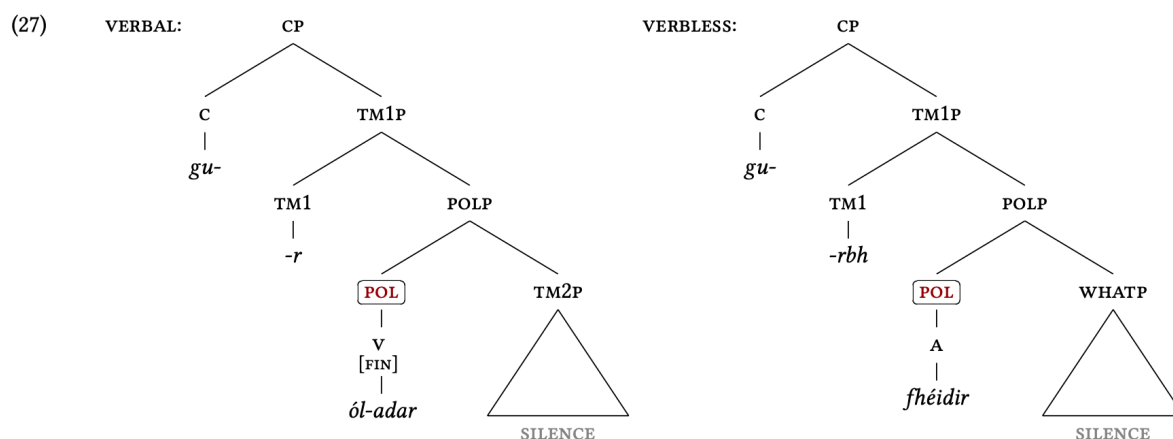 (27) VERBAL: CP VERBLESS: CP
C TM1P C TM1P
gu- gu-
TM1 POLP TM1 POLP
-r -rbh
POL TM2P POL WHATP
V A
[FIN]
ól-adar fhéidir
SILENCE SILENCE